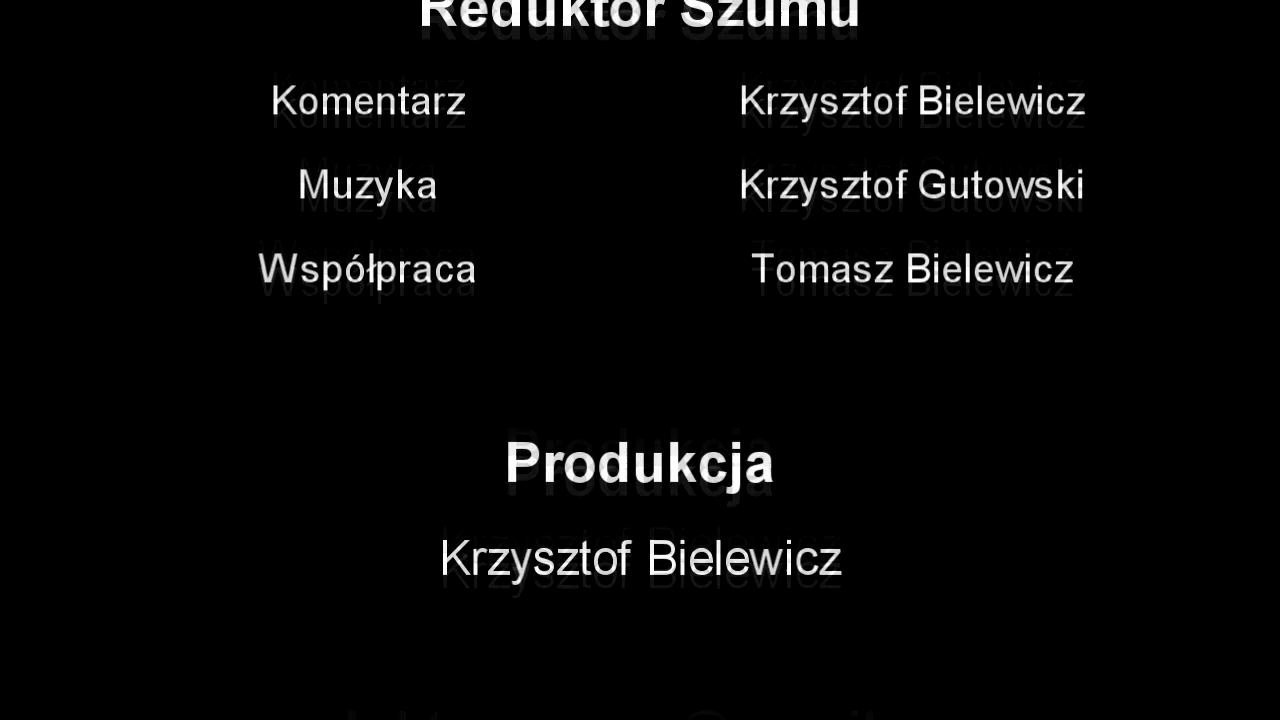 Reduktor Szumu
Komentarz Krzysztof Bielewicz
Muzyka Krzysztof Gutowski
Współpraca Tomasz Bielewicz
Produkcja
Krzysztof Bielewicz